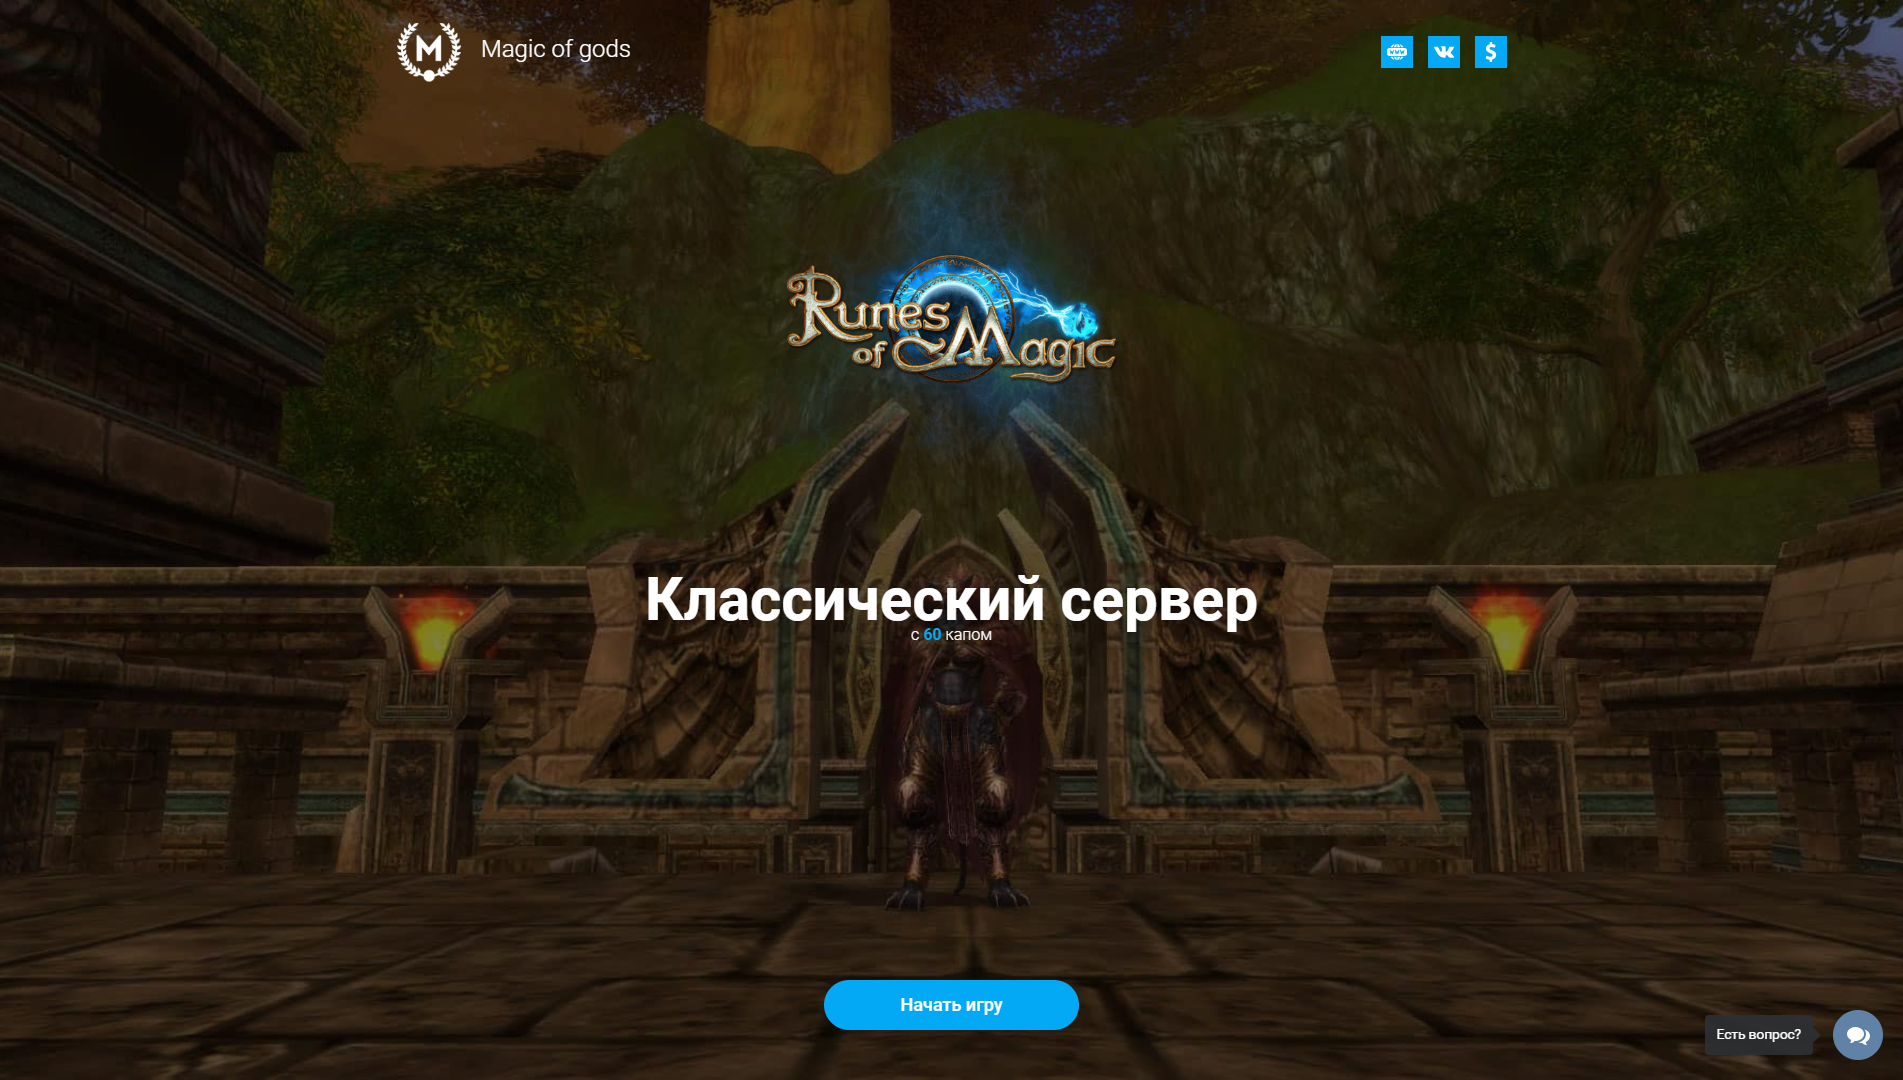 Magic of gods
Runes
of Magic
Классический сервер
с 60 капом
Начать игру
Есть вопрос?